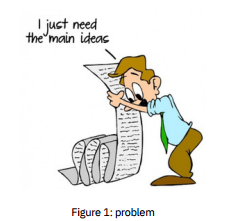 I just need
the main ideas
Figure 1: problem